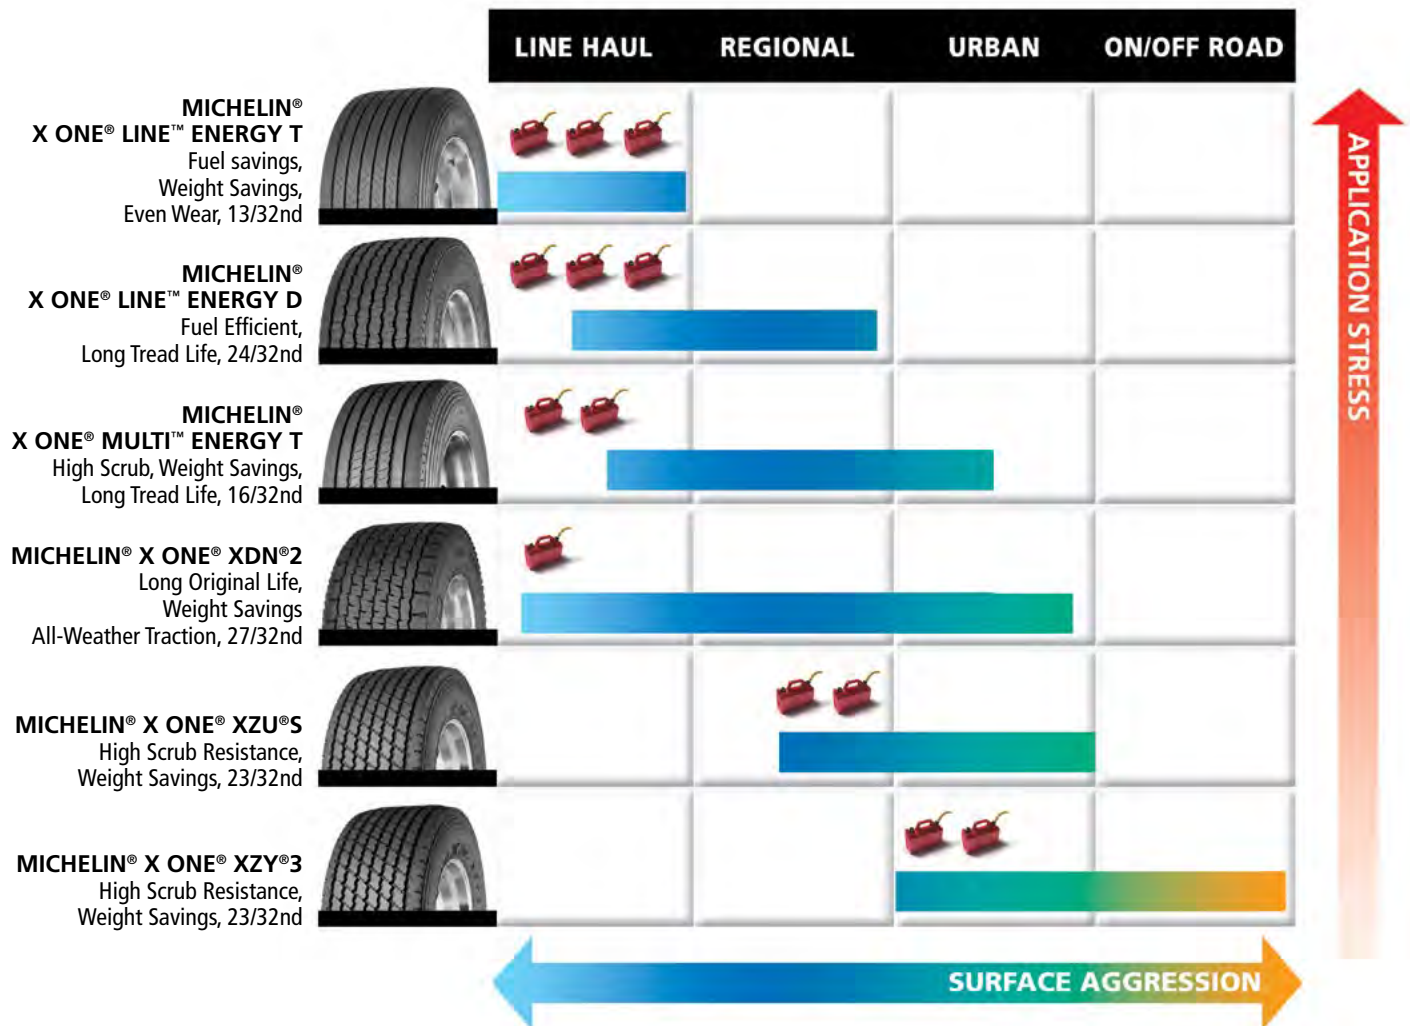 LINE HAUL REGIONAL URBAN ON/OFF ROAD
MICHELIN®
X ONE® LINE™ ENERGY T
Fuel savings,
Weight Savings,
Even Wear, 13/32nd
MICHELIN®
X ONE® LINE™ ENERGY D
Fuel Efficient,
Long Tread Life, 24/32nd
MICHELIN®
X ONE® MULTI™ ENERGY T
High Scrub, Weight Savings,
Long Tread Life, 16/32nd
MICHELIN® X ONE® XDN®2
Long Original Life,
Weight Savings
All-Weather Traction, 27/32nd
MICHELIN® X ONE® XZU®S
High Scrub Resistance,
Weight Savings, 23/32nd
MICHELIN® X ONE® XZY®3
High Scrub Resistance,
Weight Savings, 23/32nd
APPLICATION STRESS
SURFACE AGGRESSION